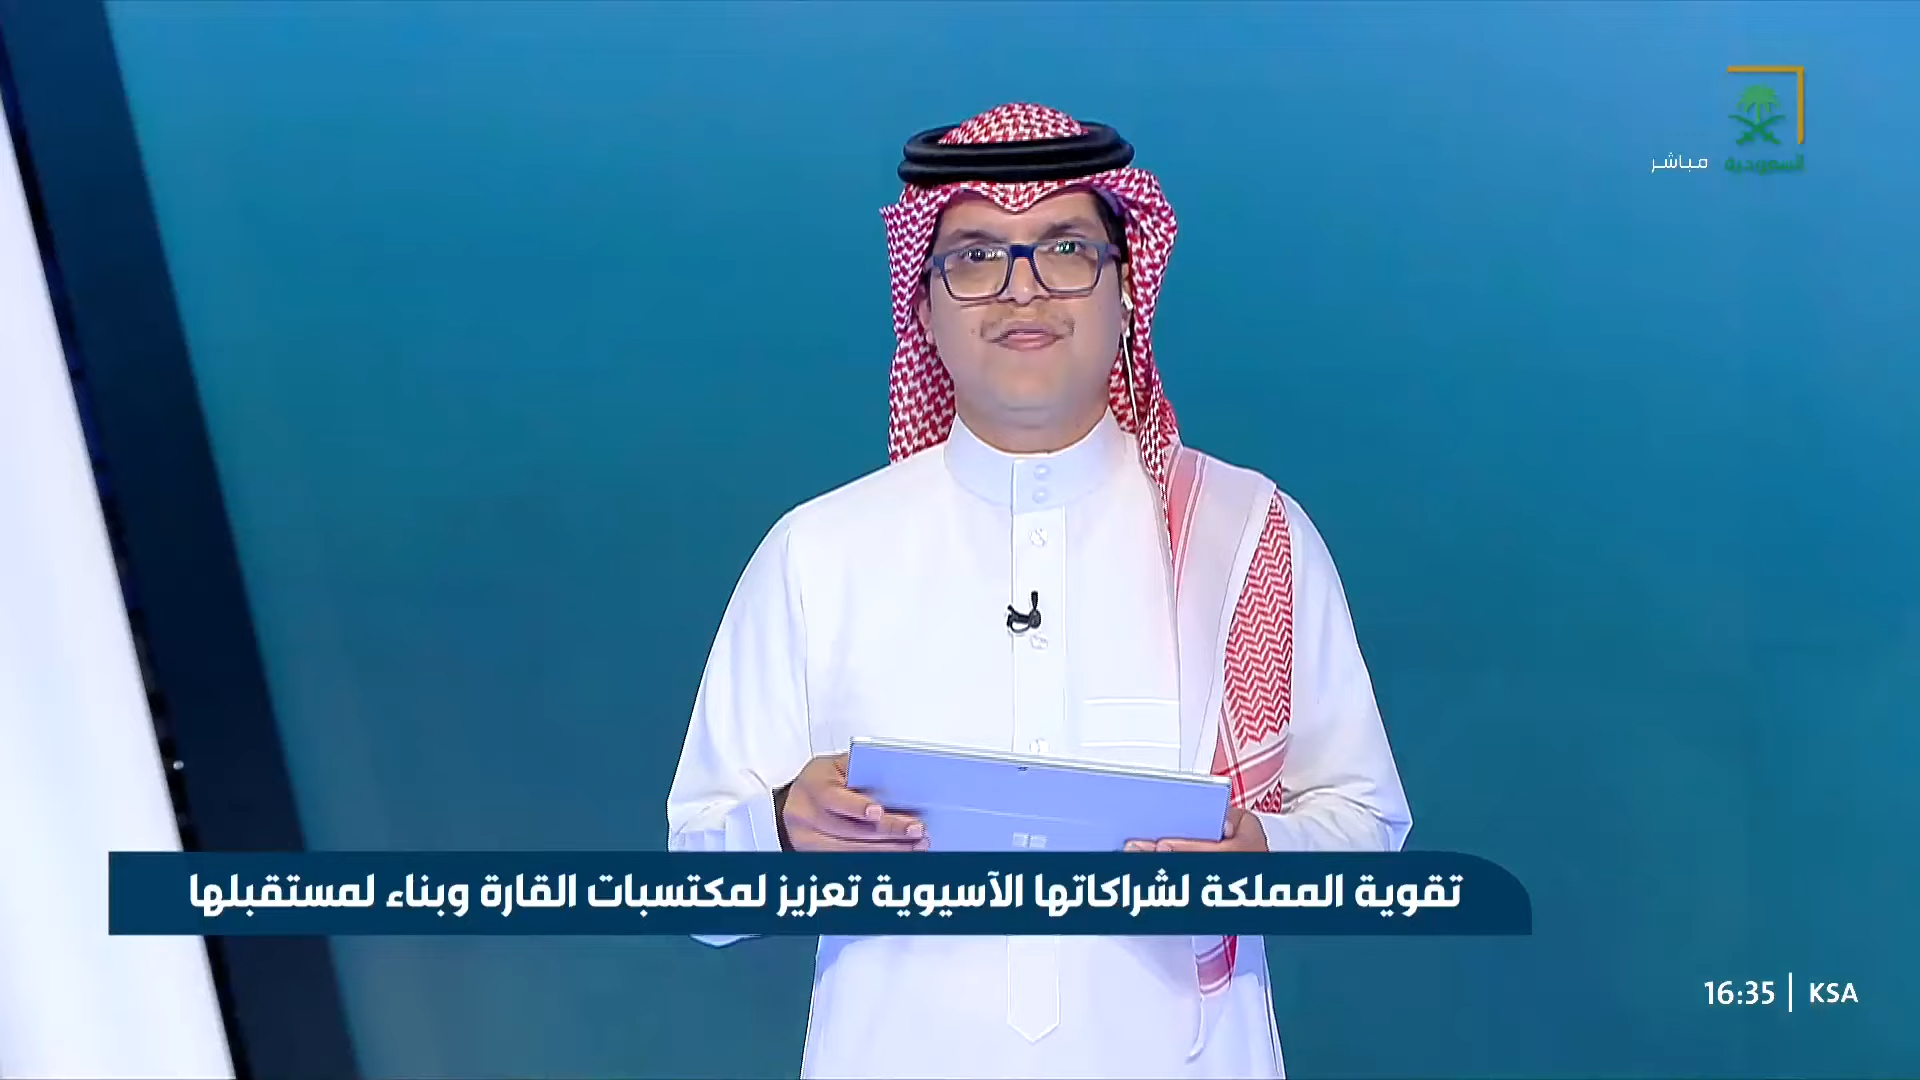 السعودية
مباشر
تقوية المملكة لشراكاتها الآسيوية تعزيز لمكتسبات القارة وبناء لمستقبلها
16:35 | KSA